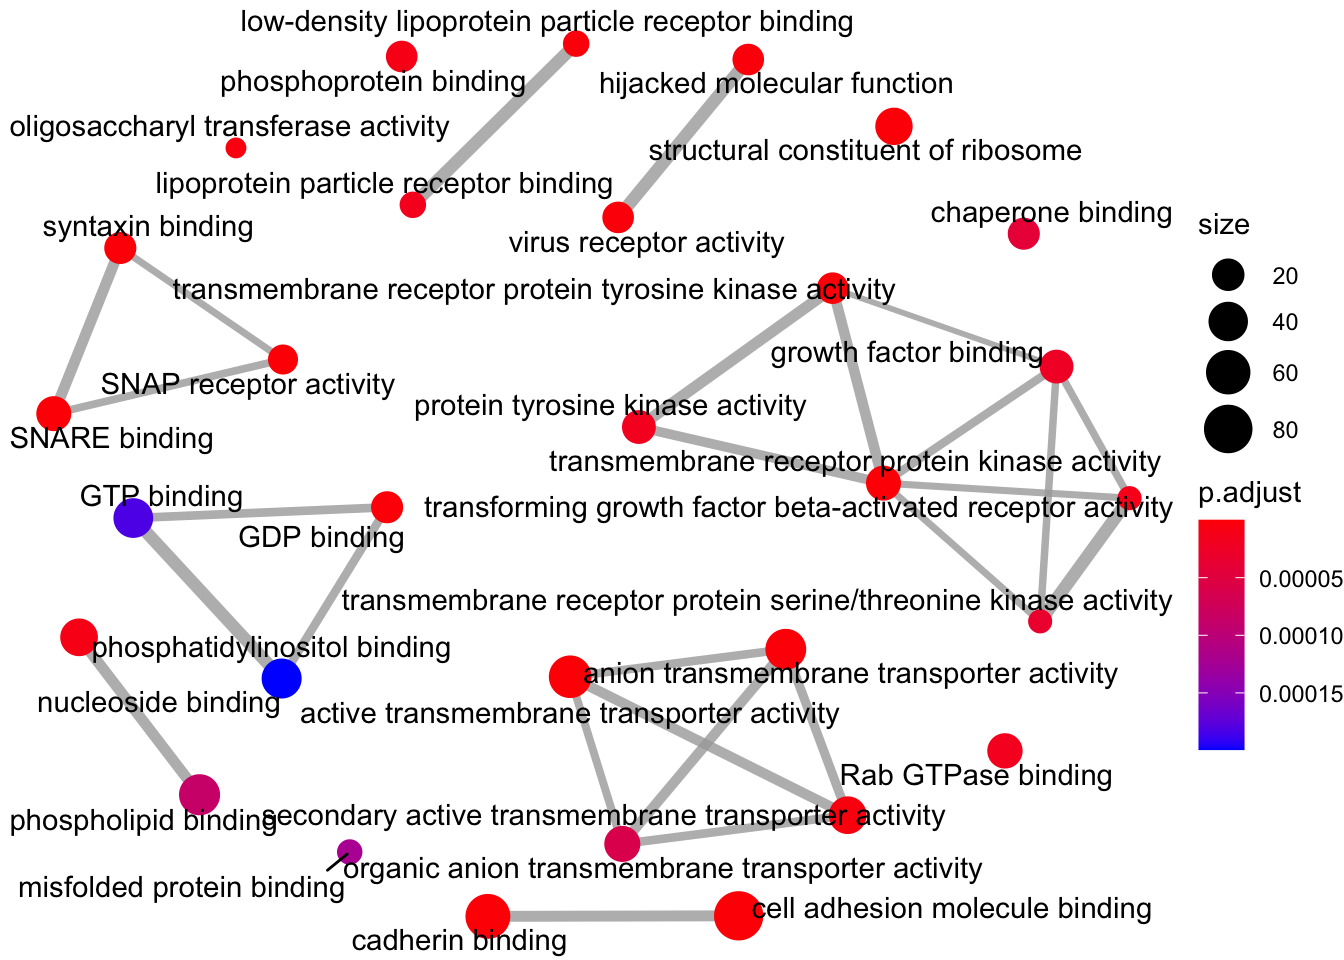 low-density lipoprotein particle receptor binding
phosphoprotein binding
hijacked molecular function
oligosaccharyl transferase activity
structural constituent of ribosome
lipoprotein particle receptor binding
chaperone binding
syntaxin binding
virus receptor activity
transmembrane receptor protein tyrosine kinase activity
growth factor binding
SNAP receptor activity
protein tyrosine kinase activity
SNARE binding
transmembrane receptor protein kinase activity
GTP binding
transforming growth factor beta-activated receptor activity
GDP binding
transmembrane receptor protein serine/threonine kinase activity
phosphatidylinositol binding
anion transmembrane transporter activity
nucleoside binding
active transmembrane transporter activity
Rab GTPase binding
phospholipid binding
secondary active transmembrane transporter activity
organic anion transmembrane transporter activity
misfolded protein binding
cell adhesion molecule binding
cadherin binding
size
20
40
60
80
p.adjust
0.00005
0.00010
0.00015